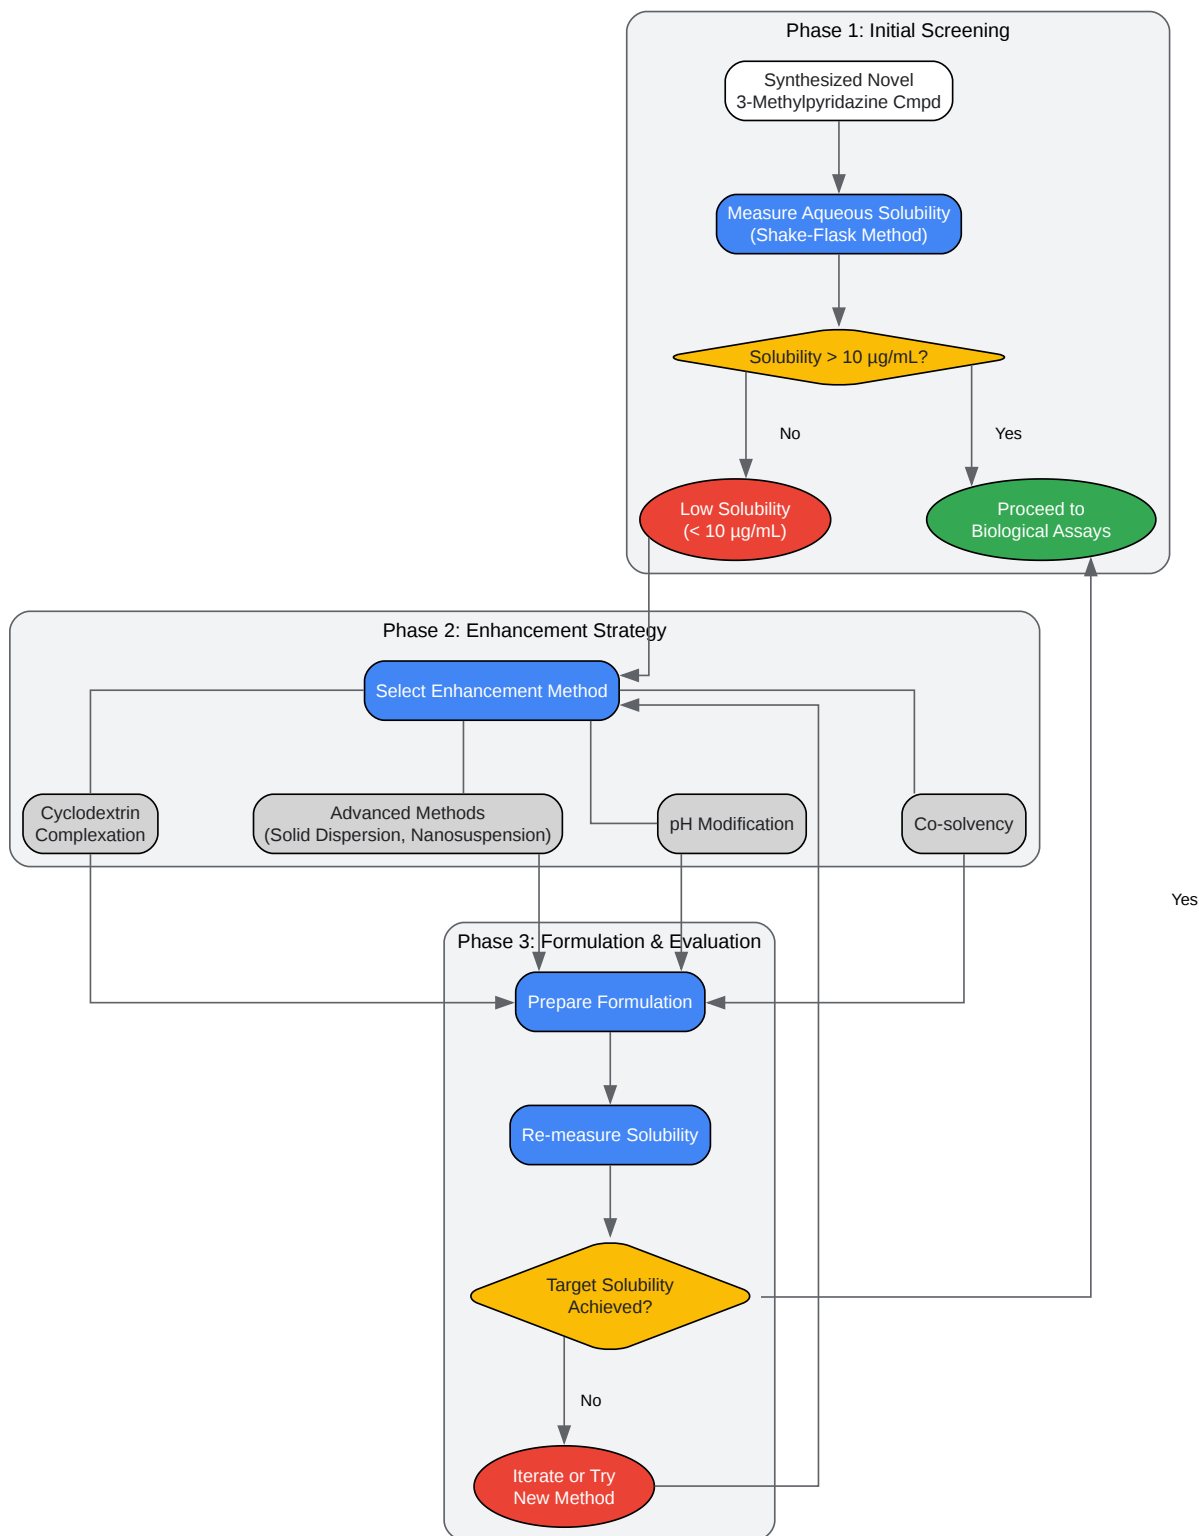 Phase 1: Initial Screening
Synthesized Novel
3-Methylpyridazine Cmpd
Measure Aqueous Solubility
(Shake-Flask Method)
Solubility > 10 µg/mL?
No
Yes
Low Solubility
(< 10 µg/mL)
Proceed to
Biological Assays
Phase 2: Enhancement Strategy
Select Enhancement Method
Cyclodextrin
Complexation
Advanced Methods
(Solid Dispersion, Nanosuspension)
pH Modification
Co-solvency
Yes
Phase 3: Formulation & Evaluation
Prepare Formulation
Re-measure Solubility
Target Solubility
Achieved?
No
Iterate or Try
New Method